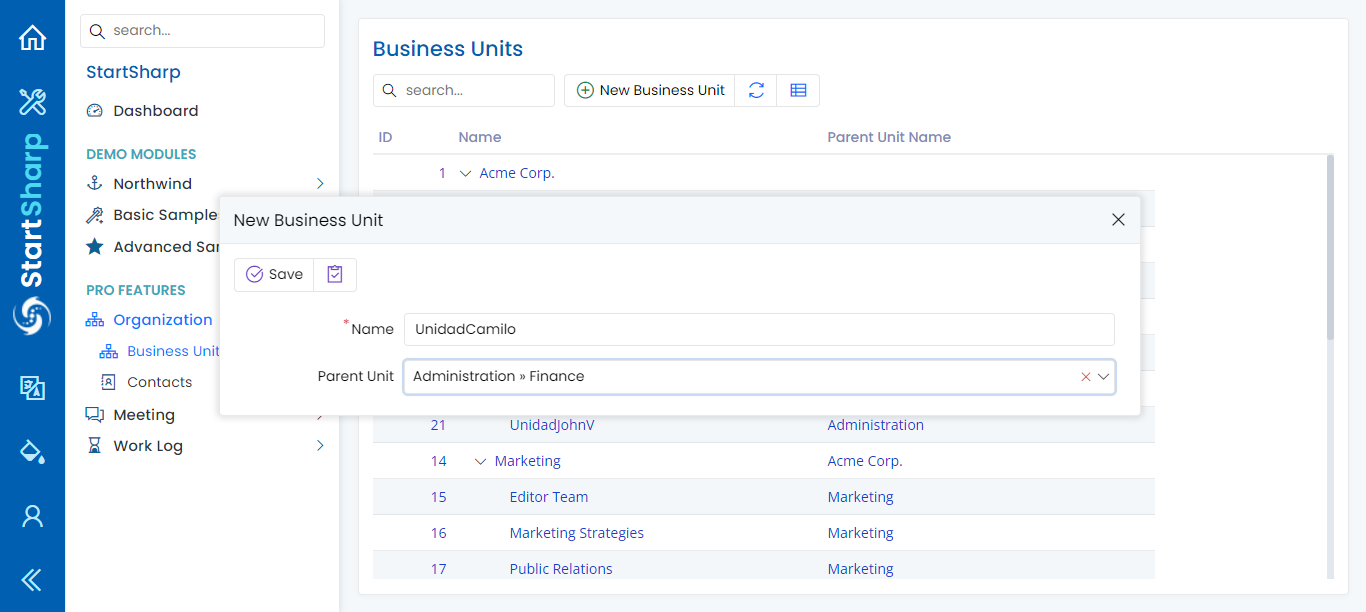 search...
StartSharp
Dashboard
DEMO MODULES
Northwind
Basic Sample
Advanced Sar
PRO FEATURES
Organization
Business Unit
Contacts
Meeting
Work Log
StartSharp
Business Units
search...
New Business Unit
ID Name Parent Unit Name
1 Acme Corp.
New Business Unit
Save
* Name UnidadCamilo
Parent Unit Administration » Finance
21 UnidadJohnV Administration
14 Marketing Acme Corp.
15 Editor Team Marketing
16 Marketing Strategies Marketing
17 Public Relations Marketing